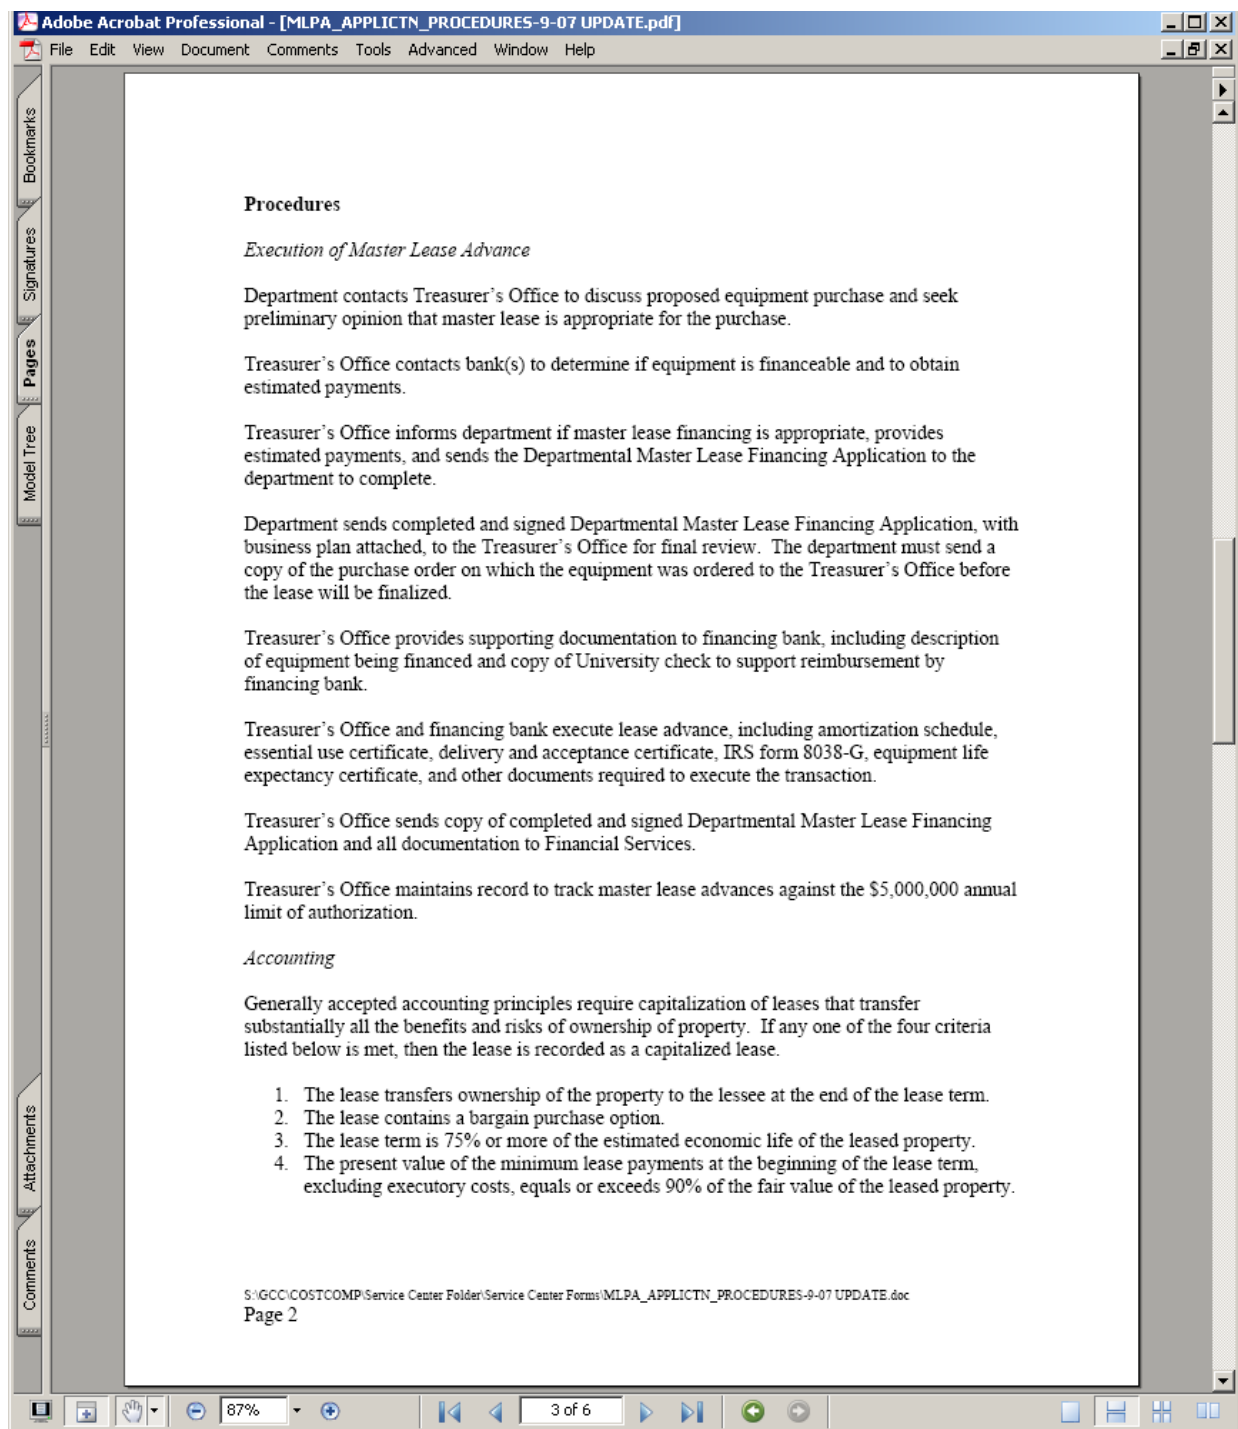 Adobe Acrobat Professional - [MLPA_APPLICTN_PROCEDURES-9-07 UPDATE.pdf]
File Edit View Document Comments Tools Advanced Window Help
Bookmarks
Signatures
Pages
Model Tree
Attachments
Comments
Procedures
Execution of Master Lease Advance
Department contacts Treasurer's Office to discuss proposed equipment purchase and seek
preliminary opinion that master lease is appropriate for the purchase.
Treasurer's Office contacts bank(s) to determine if equipment is financeable and to obtain
estimated payments.
Treasurer's Office informs department if master lease financing is appropriate, provides
estimated payments, and sends the Departmental Master Lease Financing Application to the
department to complete.
Department sends completed and signed Departmental Master Lease Financing Application, with
business plan attached, to the Treasurer's Office for final review.  The department must send a
copy of the purchase order on which the equipment was ordered to the Treasurer's Office before
the lease will be finalized.
Treasurer's Office provides supporting documentation to financing bank, including description
of equipment being financed and copy of University check to support reimbursement by
financing bank.
Treasurer's Office and financing bank execute lease advance, including amortization schedule,
essential use certificate, delivery and acceptance certificate, IRS form 8038-G, equipment life
expectancy certificate, and other documents required to execute the transaction.
Treasurer's Office sends copy of completed and signed Departmental Master Lease Financing
Application and all documentation to Financial Services.
Treasurer's Office maintains record to track master lease advances against the $5,000,000 annual
limit of authorization.
Accounting
Generally accepted accounting principles require capitalization of leases that transfer
substantially all the benefits and risks of ownership of property.  If any one of the four criteria
listed below is met, then the lease is recorded as a capitalized lease.
1. The lease transfers ownership of the property to the lessee at the end of the lease term.
2. The lease contains a bargain purchase option.
3. The lease term is 75% or more of the estimated economic life of the leased property.
4. The present value of the minimum lease payments at the beginning of the lease term,
excluding executory costs, equals or exceeds 90% of the fair value of the leased property.
S:\GCC\COSTCOMP\Service Center Folder\Service Center Forms\MLPA_APPLICTN_PROCEDURES-9-07 UPDATE.doc
Page 2
87%
3 of 6